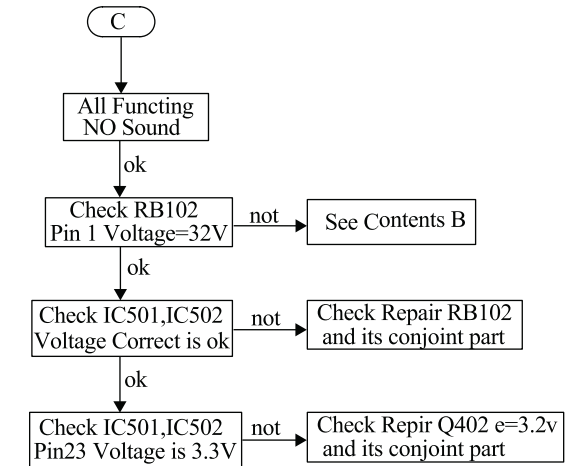 C
All Functing
NO Sound
ok
Check RB102
Pin 1 Voltage=32V
not
See Contents B
ok
Check IC501,IC502
Voltage Correct is ok
not
Check Repair RB102
and its conjoint part
ok
Check IC501,IC502
Pin23 Voltage is 3.3V
not
Check Repir Q402 e=3.2v
and its conjoint part